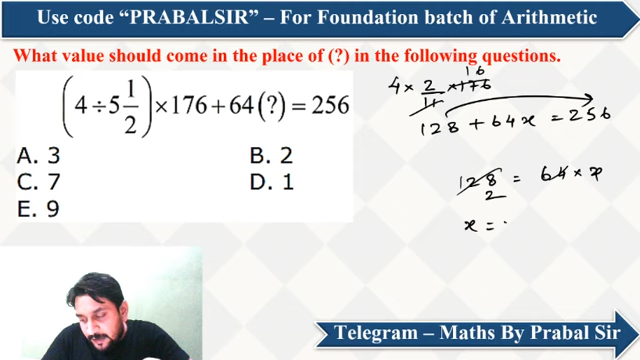 Use code "PRABALSIR" – For Foundation batch of Arithmetic
What value should come in the place of (?) in the following questions.
(4 ÷ 5 1/2) × 176 + 64 (?) = 256
A. 3
B. 2
C. 7
D. 1
E. 9
16
4 × 2/11 × 176
128 + 64x = 256
128 = 64 × x
2
x =
Telegram – Maths By Prabal Sir